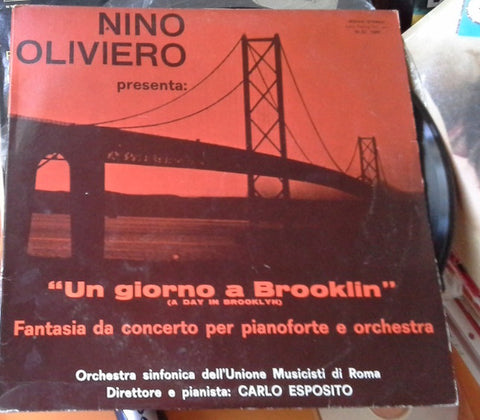 NINO
OLIVIERO
presenta:
"Un giorno a Brooklin"
(A DAY IN BROOKLYN)
Fantasia da concerto per pianoforte e orchestra
Orchestra sinfonica dell'Unione Musicisti di Roma
Direttore e pianista: CARLO ESPOSITO